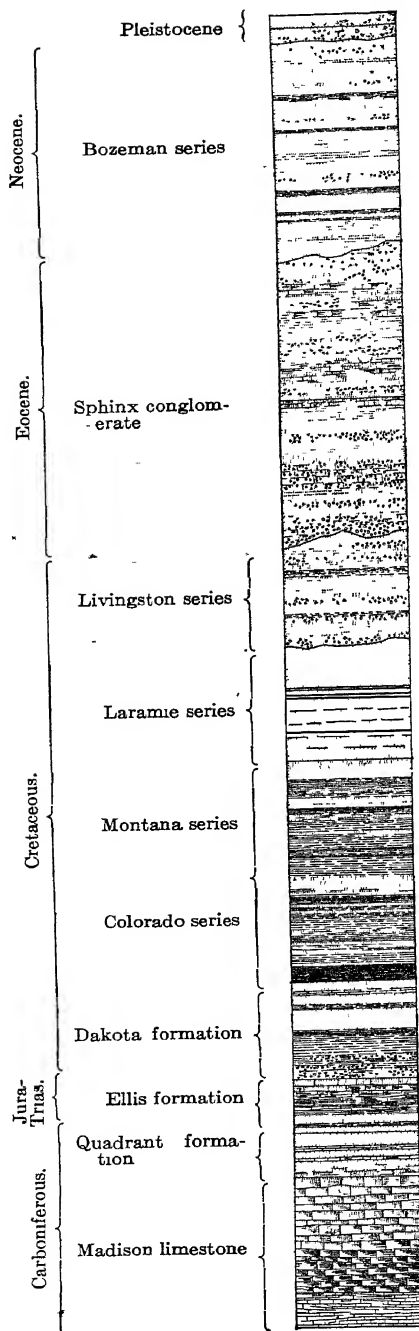 Pleistocene
Neocene.
Bozeman series
Eocene.
Sphinx conglom-
erate
Cretaceous.
Livingston series
Laramie series
Montana series
Colorado series
Dakota formation
Jura-
Trias.
Ellis formation
Carboniferous.
Quadrant forma-
tion
Madison limestone